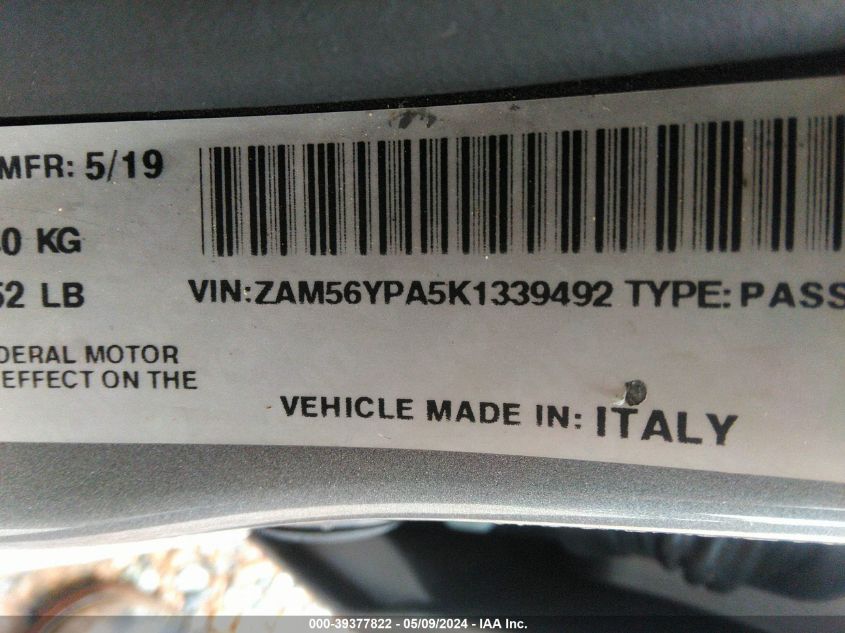 MFR: 5/19
KG
52 LB
VIN:ZAM56YPA5K1339492 TYPE: PASS
DERAL MOTOR
EFFECT ON THE
VEHICLE MADE IN: ITALY
000-39377822 - 05/09/2024 - IAA Inc.